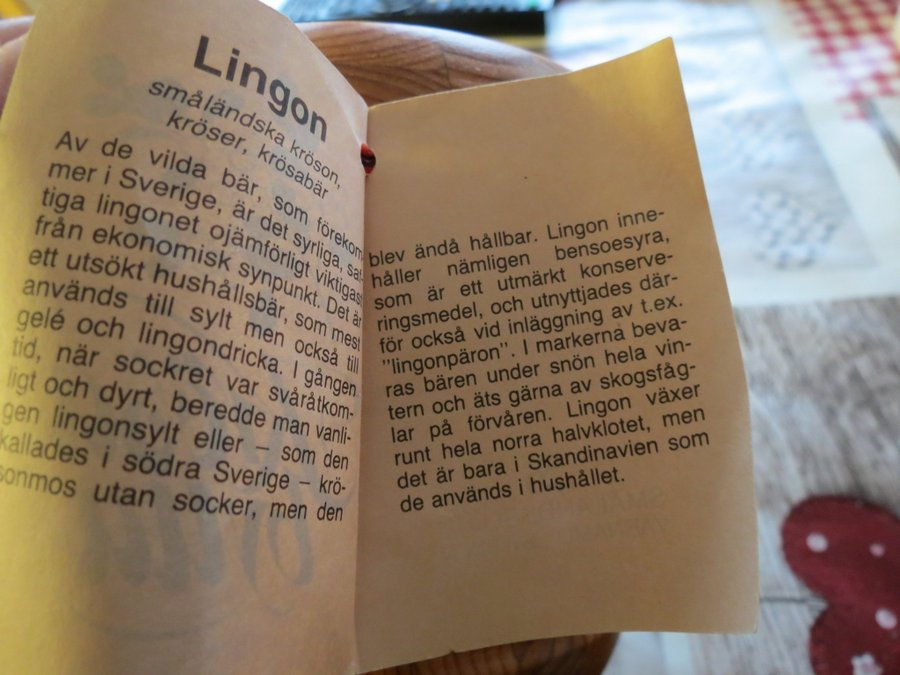 Lingon
småländska kröson,
kröser, krösabär
Av de vilda bär, som förekom-
mer i Sverige, är det syrliga, saf-
tiga lingonet ojämförligt viktigast
från ekonomisk synpunkt. Det är
ett utsökt hushållsbär, som mest
används till sylt men också till
gelé och lingondricka. I gången
tid, när sockret var svåråtkom-
ligt och dyrt, beredde man vanli-
gen lingonsylt eller – som den
kallades i södra Sverige – krö-
sonmos utan socker, men den
blev ändå hållbar. Lingon inne-
håller nämligen bensoesyra,
som är ett utmärkt konserve-
ringsmedel, och utnyttjades där-
för också vid inläggning av t.ex.
"lingonpäron". I markerna beva-
ras bären under snön hela vin-
tern och äts gärna av skogsfåg-
lar på förvåren. Lingon växer
runt hela norra halvklotet, men
det är bara i Skandinavien som
de används i hushållet.